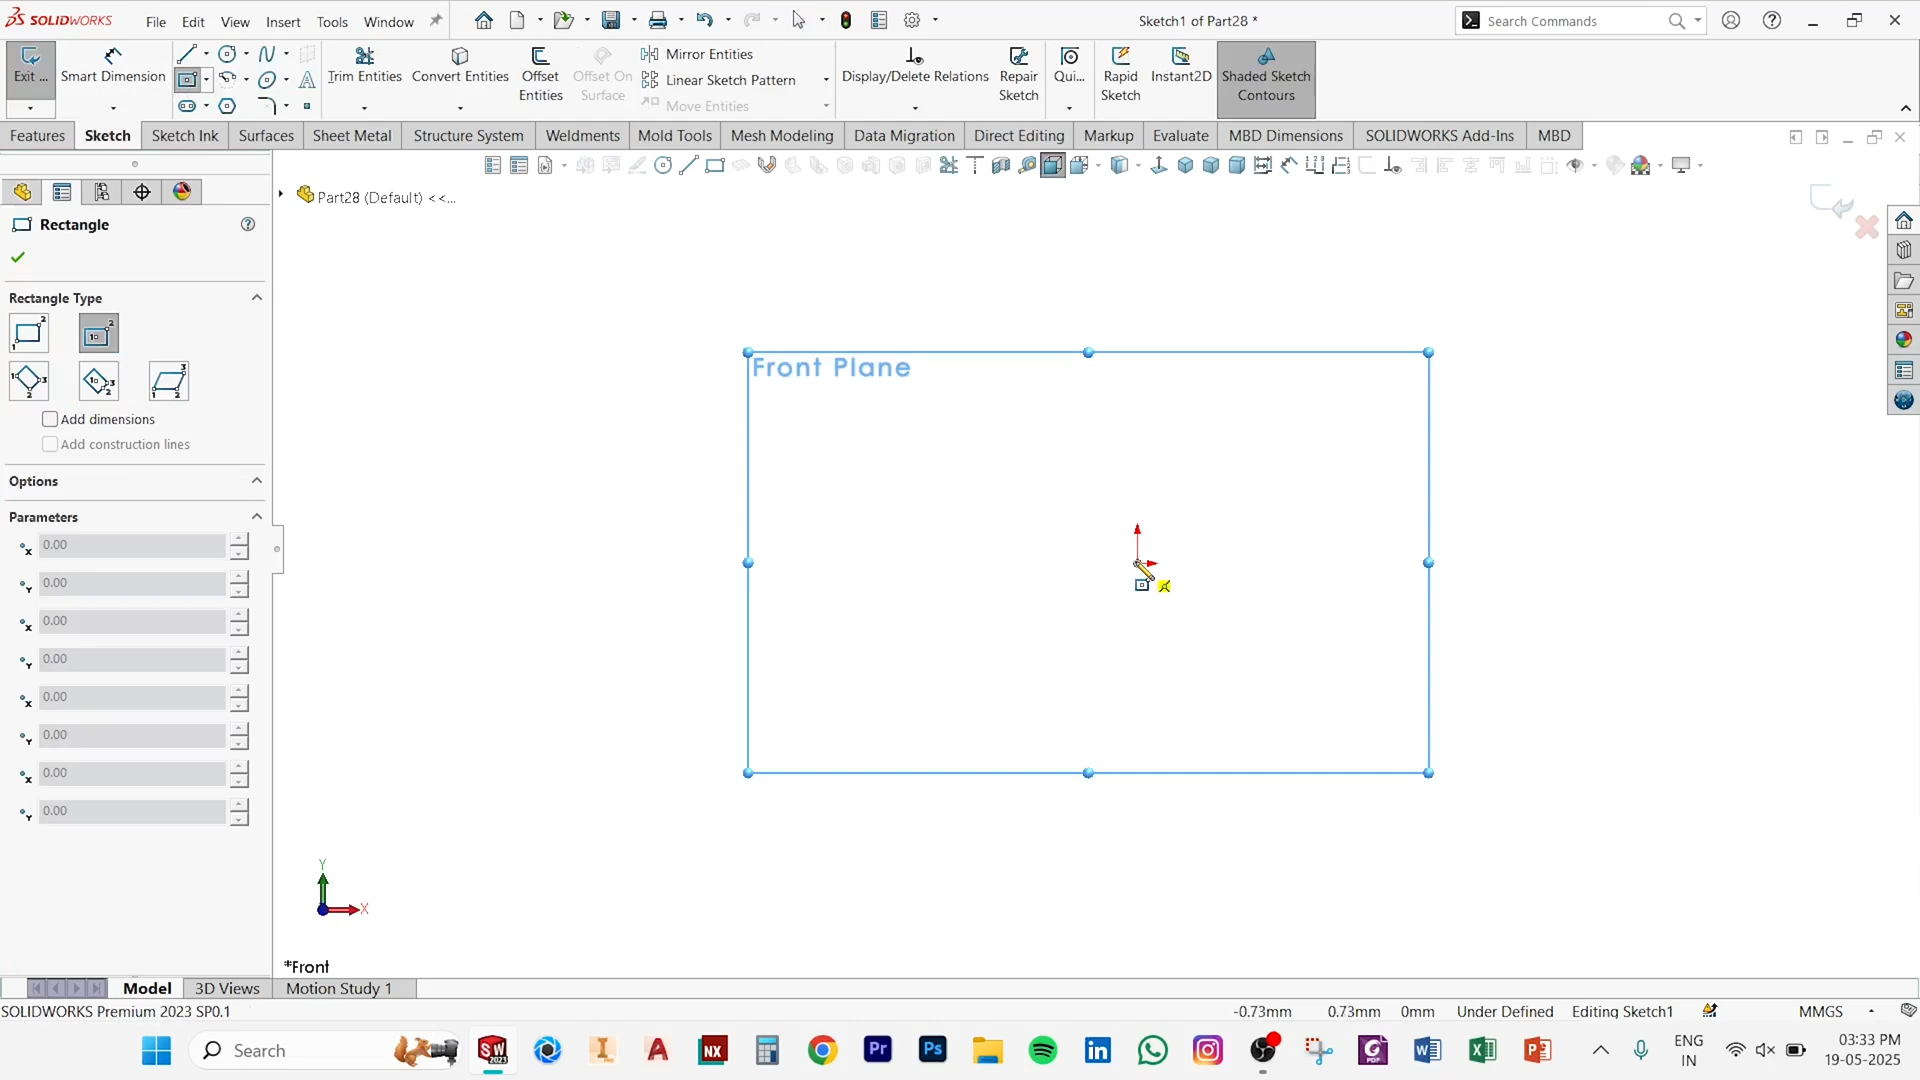 SOLIDWORKS File Edit View Insert Tools Window Sketch1 of Part28 * Search Commands
Exit ... Smart Dimension Trim Entities Convert Entities Offset Entities Offset On Surface Mirror Entities Linear Sketch Pattern Move Entities Display/Delete Relations Repair Sketch Qui... Rapid Sketch Instant2D Shaded Sketch Contours
Features Sketch Sketch Ink Surfaces Sheet Metal Structure System Weldments Mold Tools Mesh Modeling Data Migration Direct Editing Markup Evaluate MBD Dimensions SOLIDWORKS Add-Ins MBD
Part28 (Default) <<...
Rectangle
Rectangle Type
Add dimensions
Add construction lines
Options
Parameters
x 0.00
Y 0.00
x 0.00
Y 0.00
x 0.00
Y 0.00
x 0.00
Y 0.00
Front Plane
Y
X
*Front
Model 3D Views Motion Study 1
SOLIDWORKS Premium 2023 SP0.1 -0.73mm 0.73mm 0mm Under Defined Editing Sketch1 MMGS
Search ENG IN 03:33 PM 19-05-2025